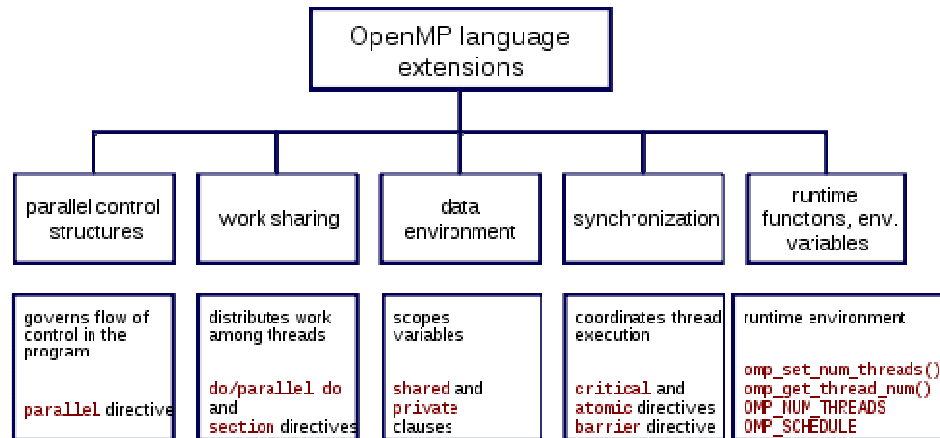 OpenMP language
extensions
parallel control
structures
work sharing
data
environment
synchronization
runtime
functons, env.
variables
governs flow of
control in the
program
parallel directive
distributes work
among threads
do/parallel do
and
section directives
scopes
variables
shared and
private
clauses
coordinates thread
execution
critical and
atomic directives
barrier directive
runtime environment
omp_set_num_threads()
omp_get_thread_num()
OMP_NUM_THREADS
OMP_SCHEDULE